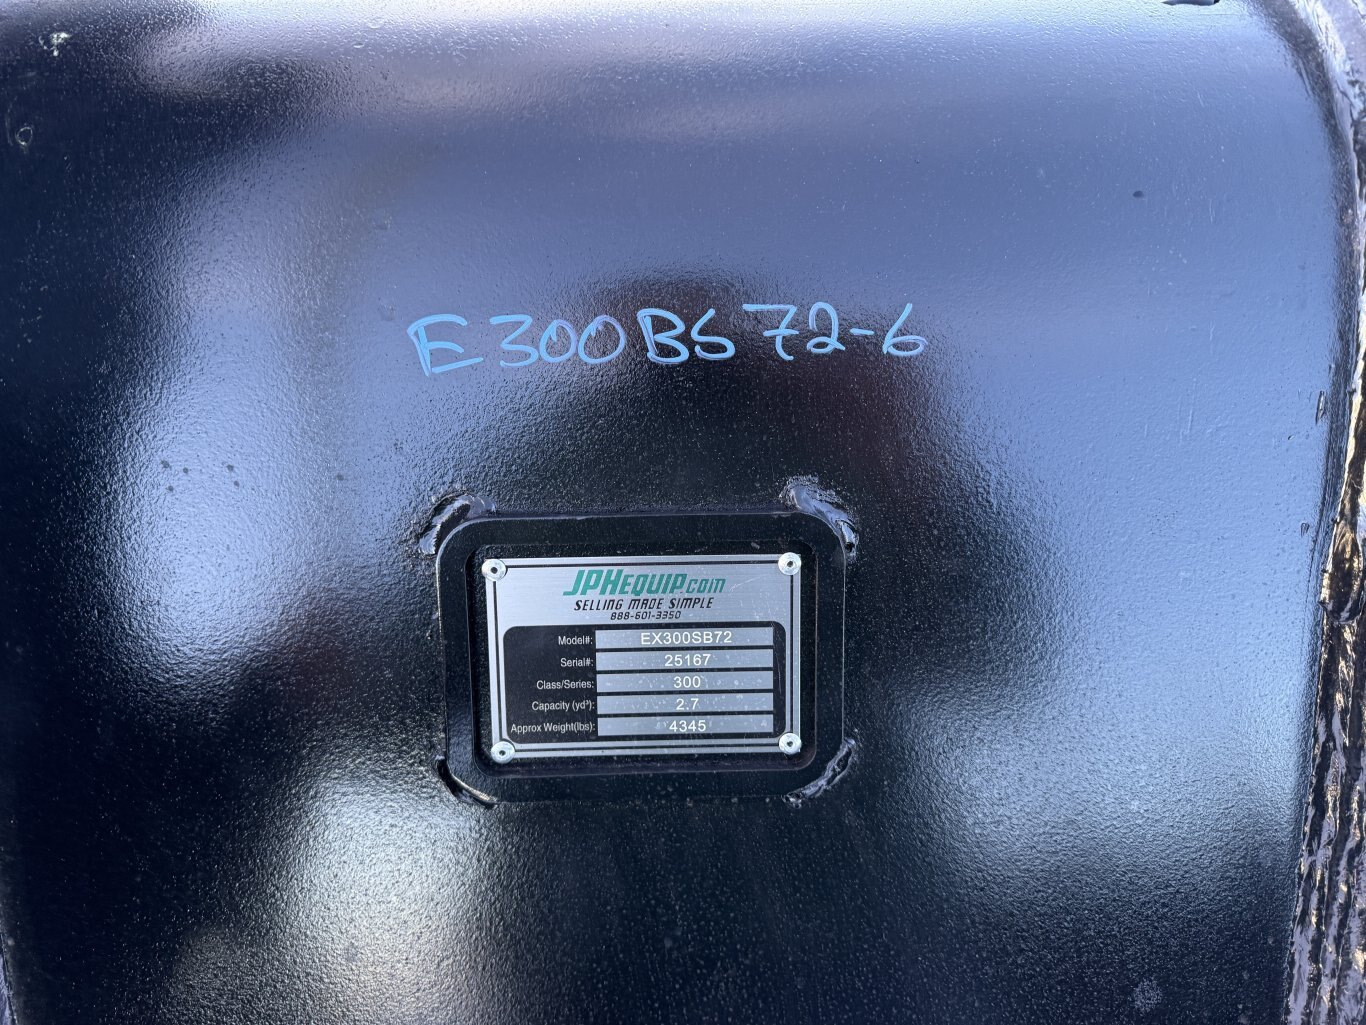 E300BS72-6
JPHEQUIP.COM
SELLING MADE SIMPLE
888-601-3350
Model#: EX300SB72
Serial#: 25167
Class/Series: 300
Capacity (yd³): 2.7
Approx Weight(lbs): 4345